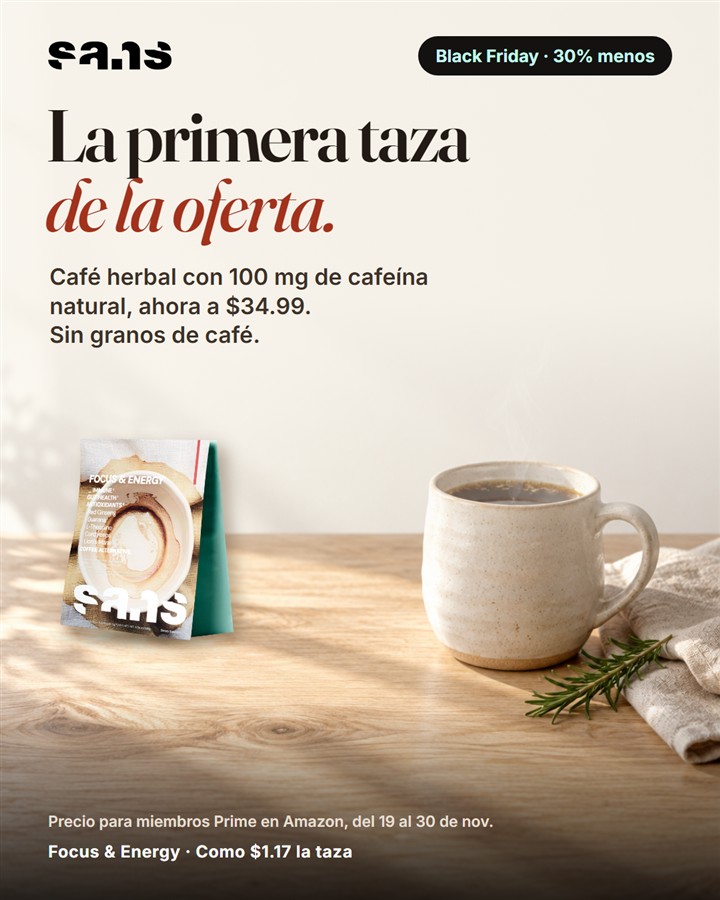 sans
Black Friday · 30% menos
La primera taza
de la oferta.
Café herbal con 100 mg de cafeína
natural, ahora a $34.99.
Sin granos de café.
FOCUS & ENERGY
ANTIOXIDANTS
sans
Precio para miembros Prime en Amazon, del 19 al 30 de nov.
Focus & Energy · Como $1.17 la taza